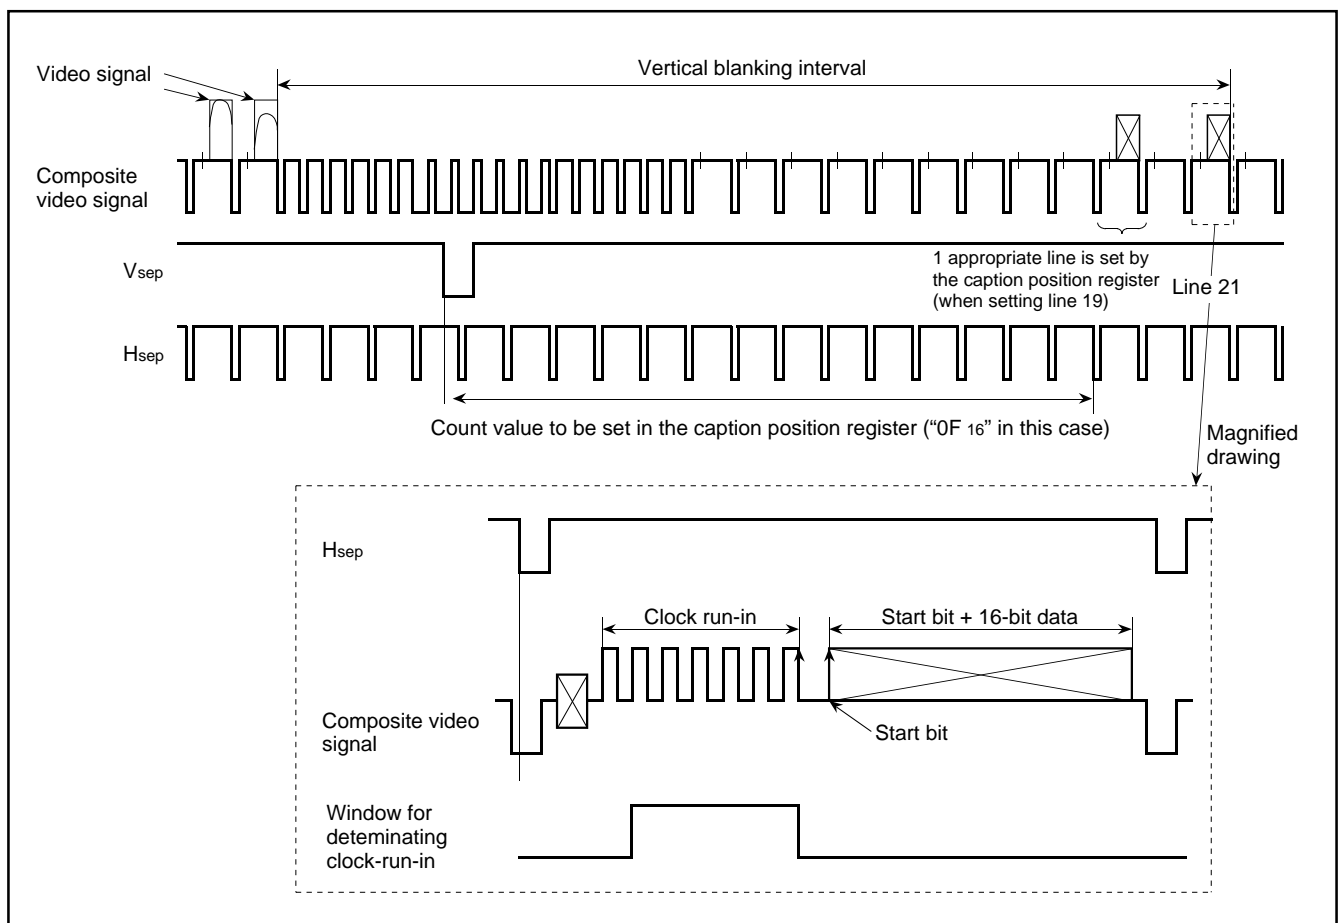 Video signal
Vertical blanking interval
Composite
video signal
Vsep
1 appropriate line is set by
the caption position register
(when setting line 19)
Line 21
Hsep
Count value to be set in the caption position register (“0F 16” in this case)
Magnified
drawing
Hsep
Clock run-in
Start bit + 16-bit data
Composite video
signal
Start bit
Window for
deteminating
clock-run-in